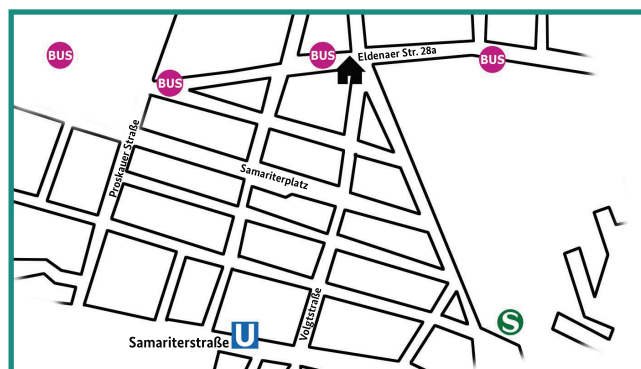 BUS
BUS
Eldenaer Str. 28a
BUS
BUS
Proskauer Straße
Samariterplatz
Voigtstraße
Samariterstraße
U
S